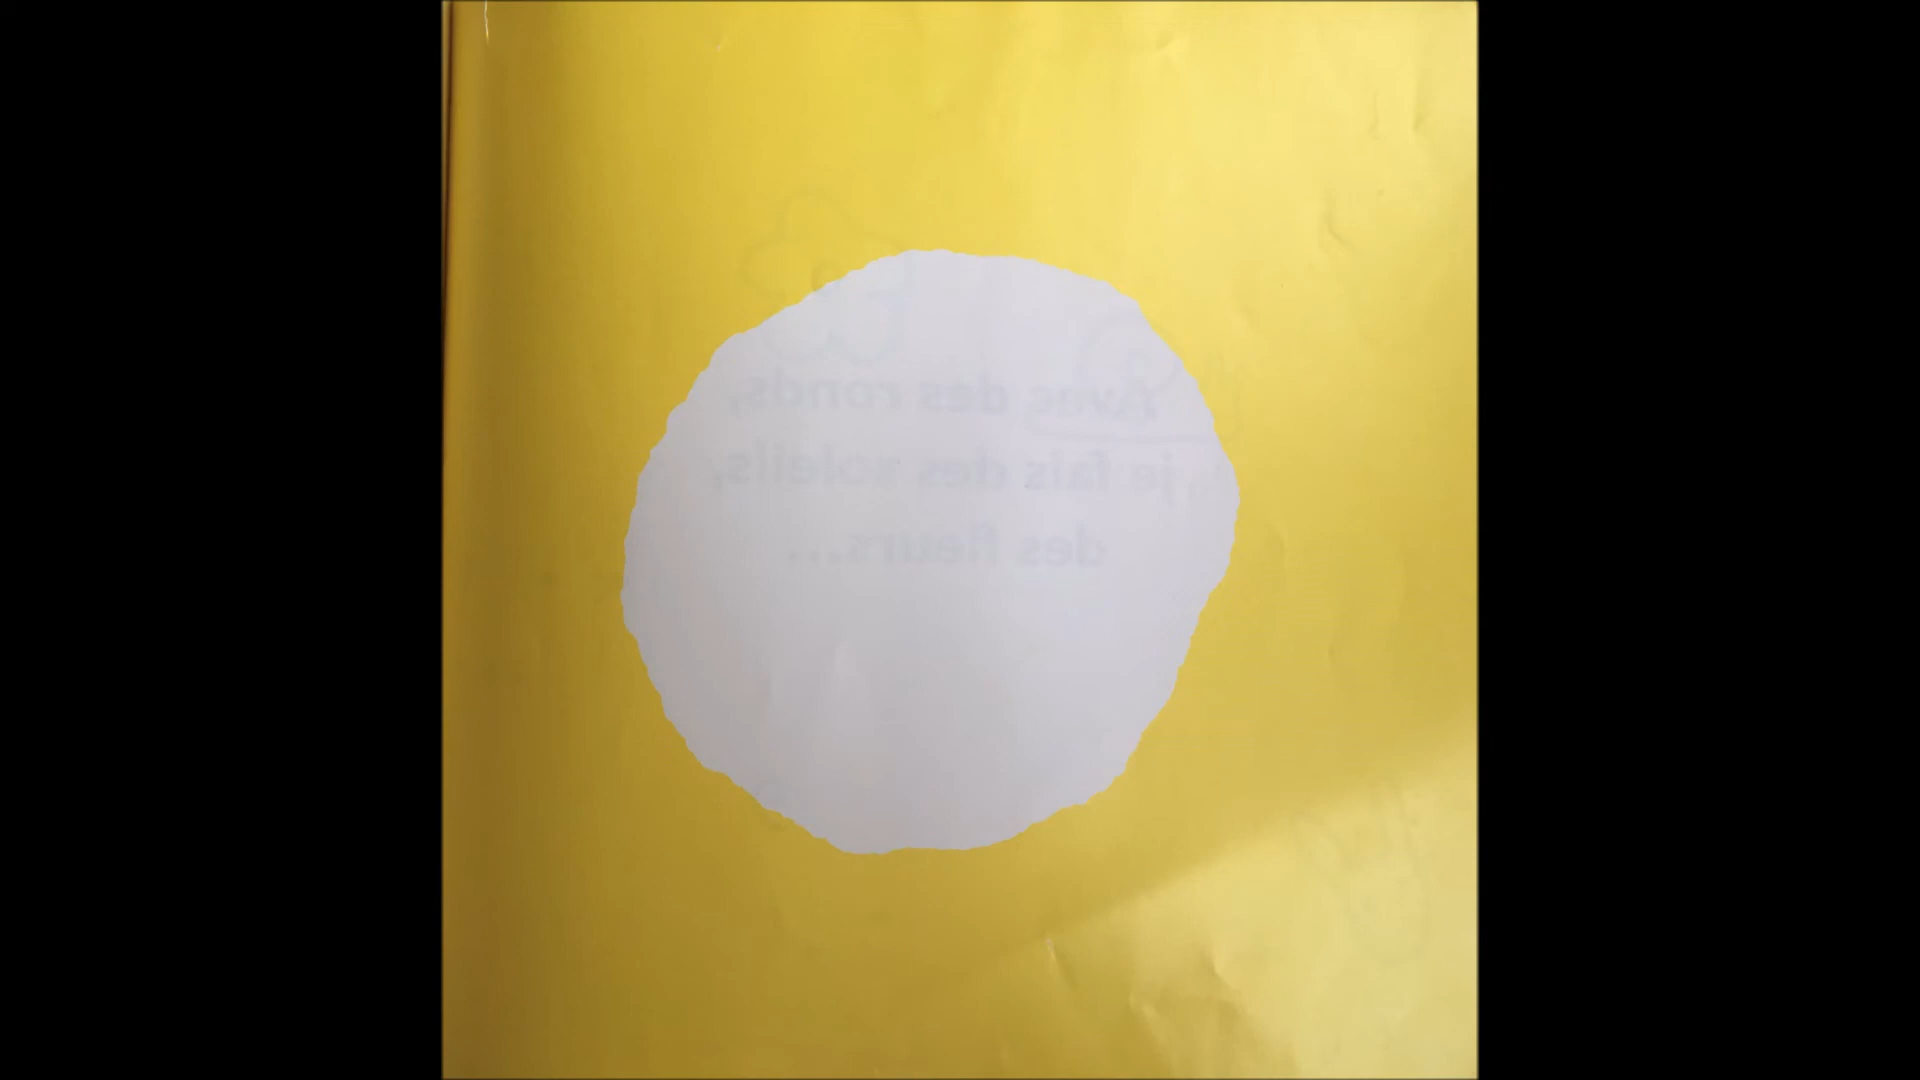 Avec des ronds,
je fais des soleils,
des fleurs...